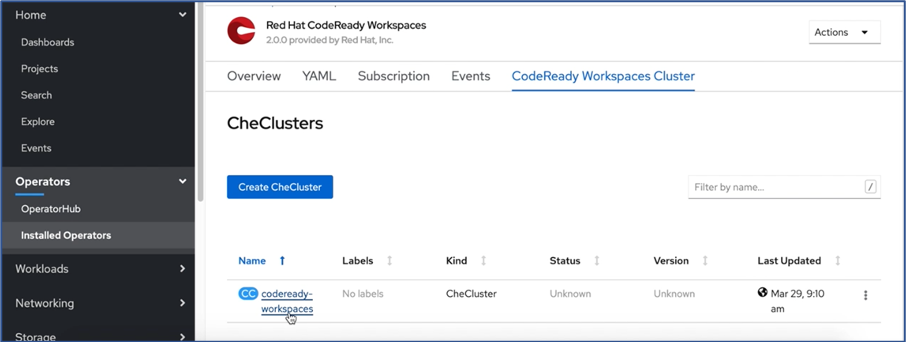 Home
Dashboards
Projects
Search
Explore
Events
Operators
OperatorHub
Installed Operators
Workloads
Networking
Storage
Red Hat CodeReady Workspaces
2.0.0 provided by Red Hat, Inc.
Actions
Overview YAML Subscription Events CodeReady Workspaces Cluster
CheClusters
Create CheCluster
Filter by name... /
Name Labels Kind Status Version Last Updated
CC codeready- No labels CheCluster Unknown Unknown Mar 29, 9:10
workspaces am